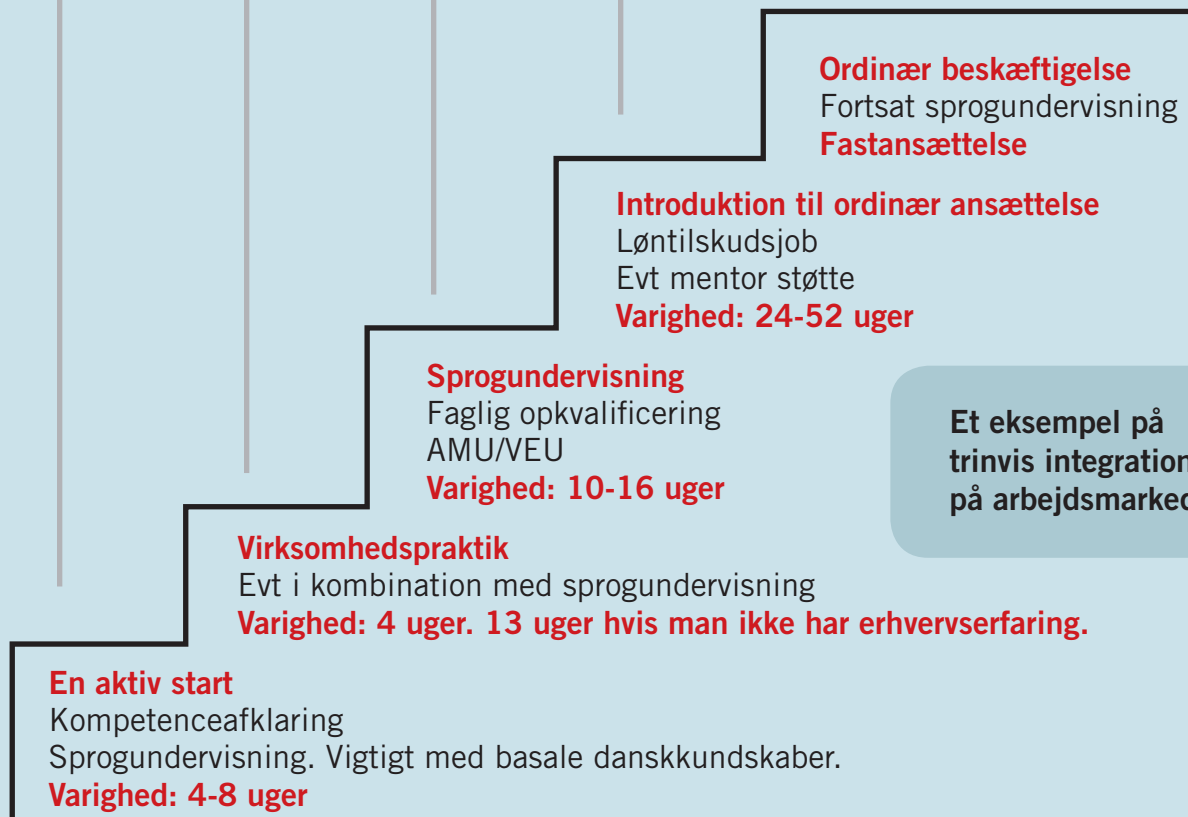 Ordinær beskæftigelse
Fortsat sprogundervisning
Fastansættelse
Introduktion til ordinær ansættelse
Løntilskudsjob
Evt mentor støtte
Varighed: 24-52 uger
Sprogundervisning
Faglig opkvalificering
AMU/VEU
Varighed: 10-16 uger
Et eksempel på
trinvis integration
på
Virksomhedspraktik
Evt i kombination med sprogundervisning
Varighed: 4 uger. 13 uger hvis man ikke har erhvervserfaring.
En aktiv start
Kompetenceafklaring
Sprogundervisning. Vigtigt med basale danskkundskaber.
Varighed: 4-8 uger